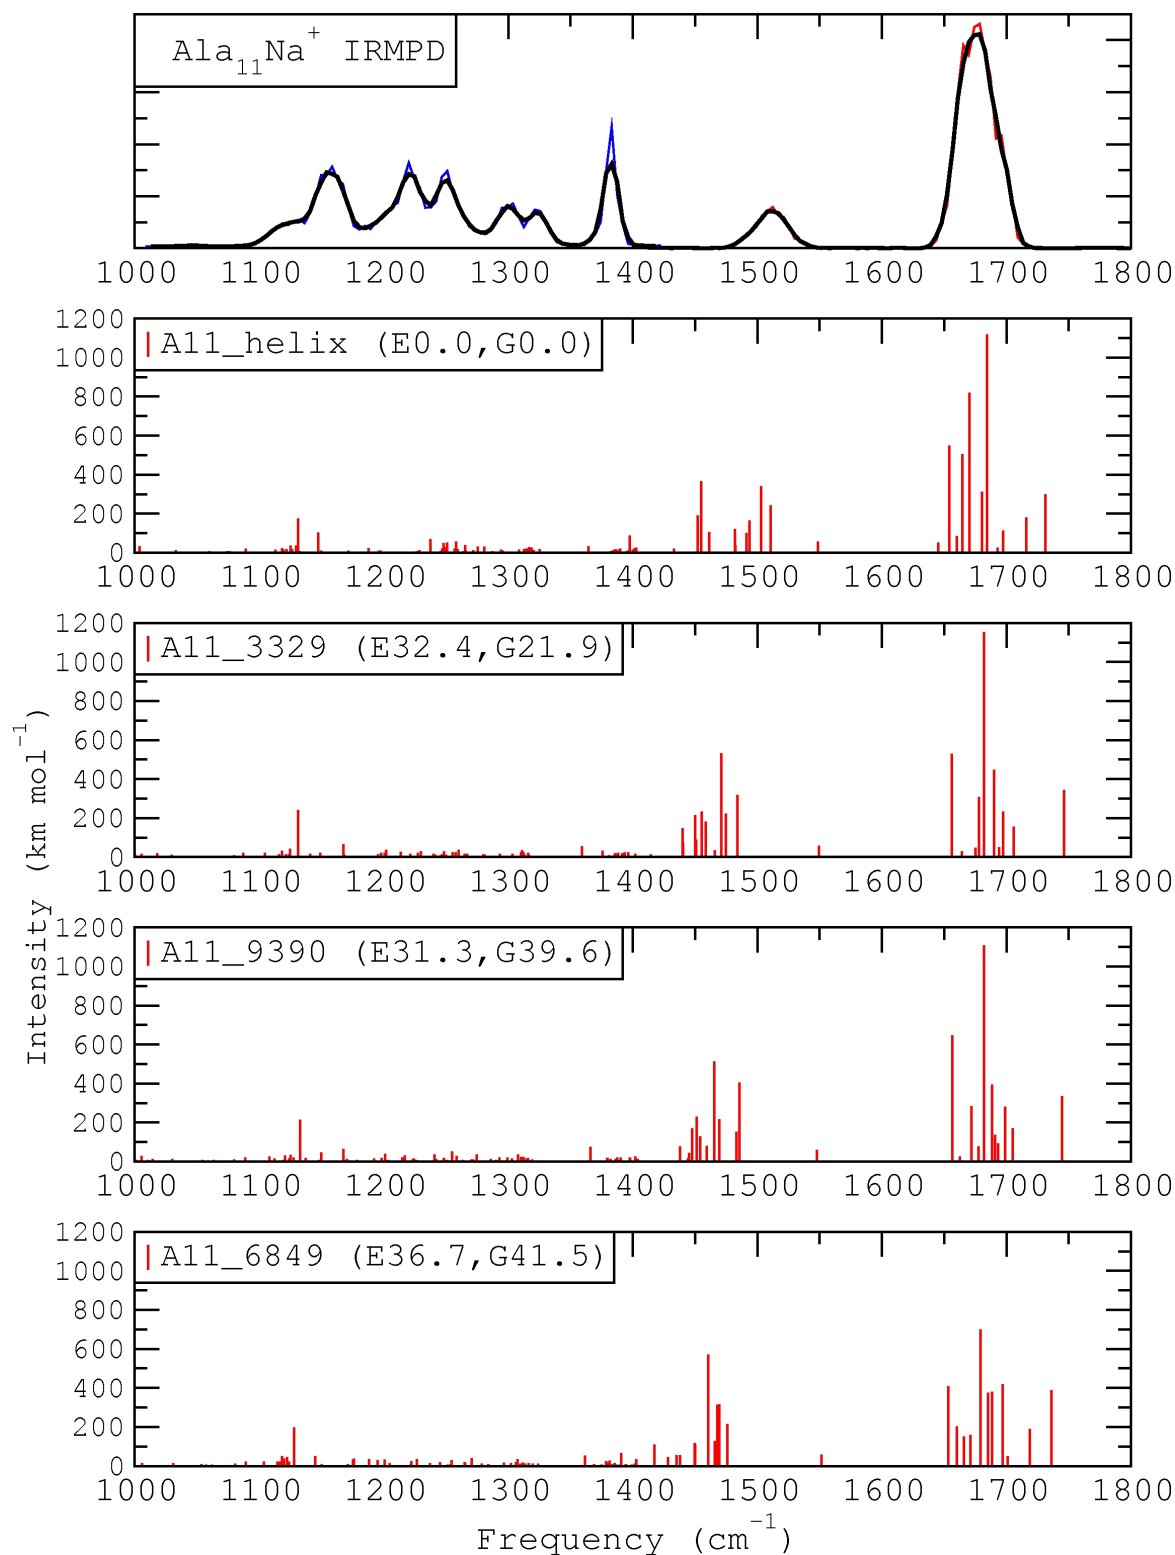 Ala₁₁Na⁺ IRMPD
1000 1100 1200 1300 1400 1500 1600 1700 1800
1200
1000
800
600
400
200
0
A11_helix (E0.0,G0.0)
1000 1100 1200 1300 1400 1500 1600 1700 1800
1200
1000
800
600
400
200
0
A11_3329 (E32.4,G21.9)
1000 1100 1200 1300 1400 1500 1600 1700 1800
Intensity (km mol⁻¹)
1200
1000
800
600
400
200
0
A11_9390 (E31.3,G39.6)
1000 1100 1200 1300 1400 1500 1600 1700 1800
1200
1000
800
600
400
200
0
A11_6849 (E36.7,G41.5)
1000 1100 1200 1300 1400 1500 1600 1700 1800
Frequency (cm⁻¹)